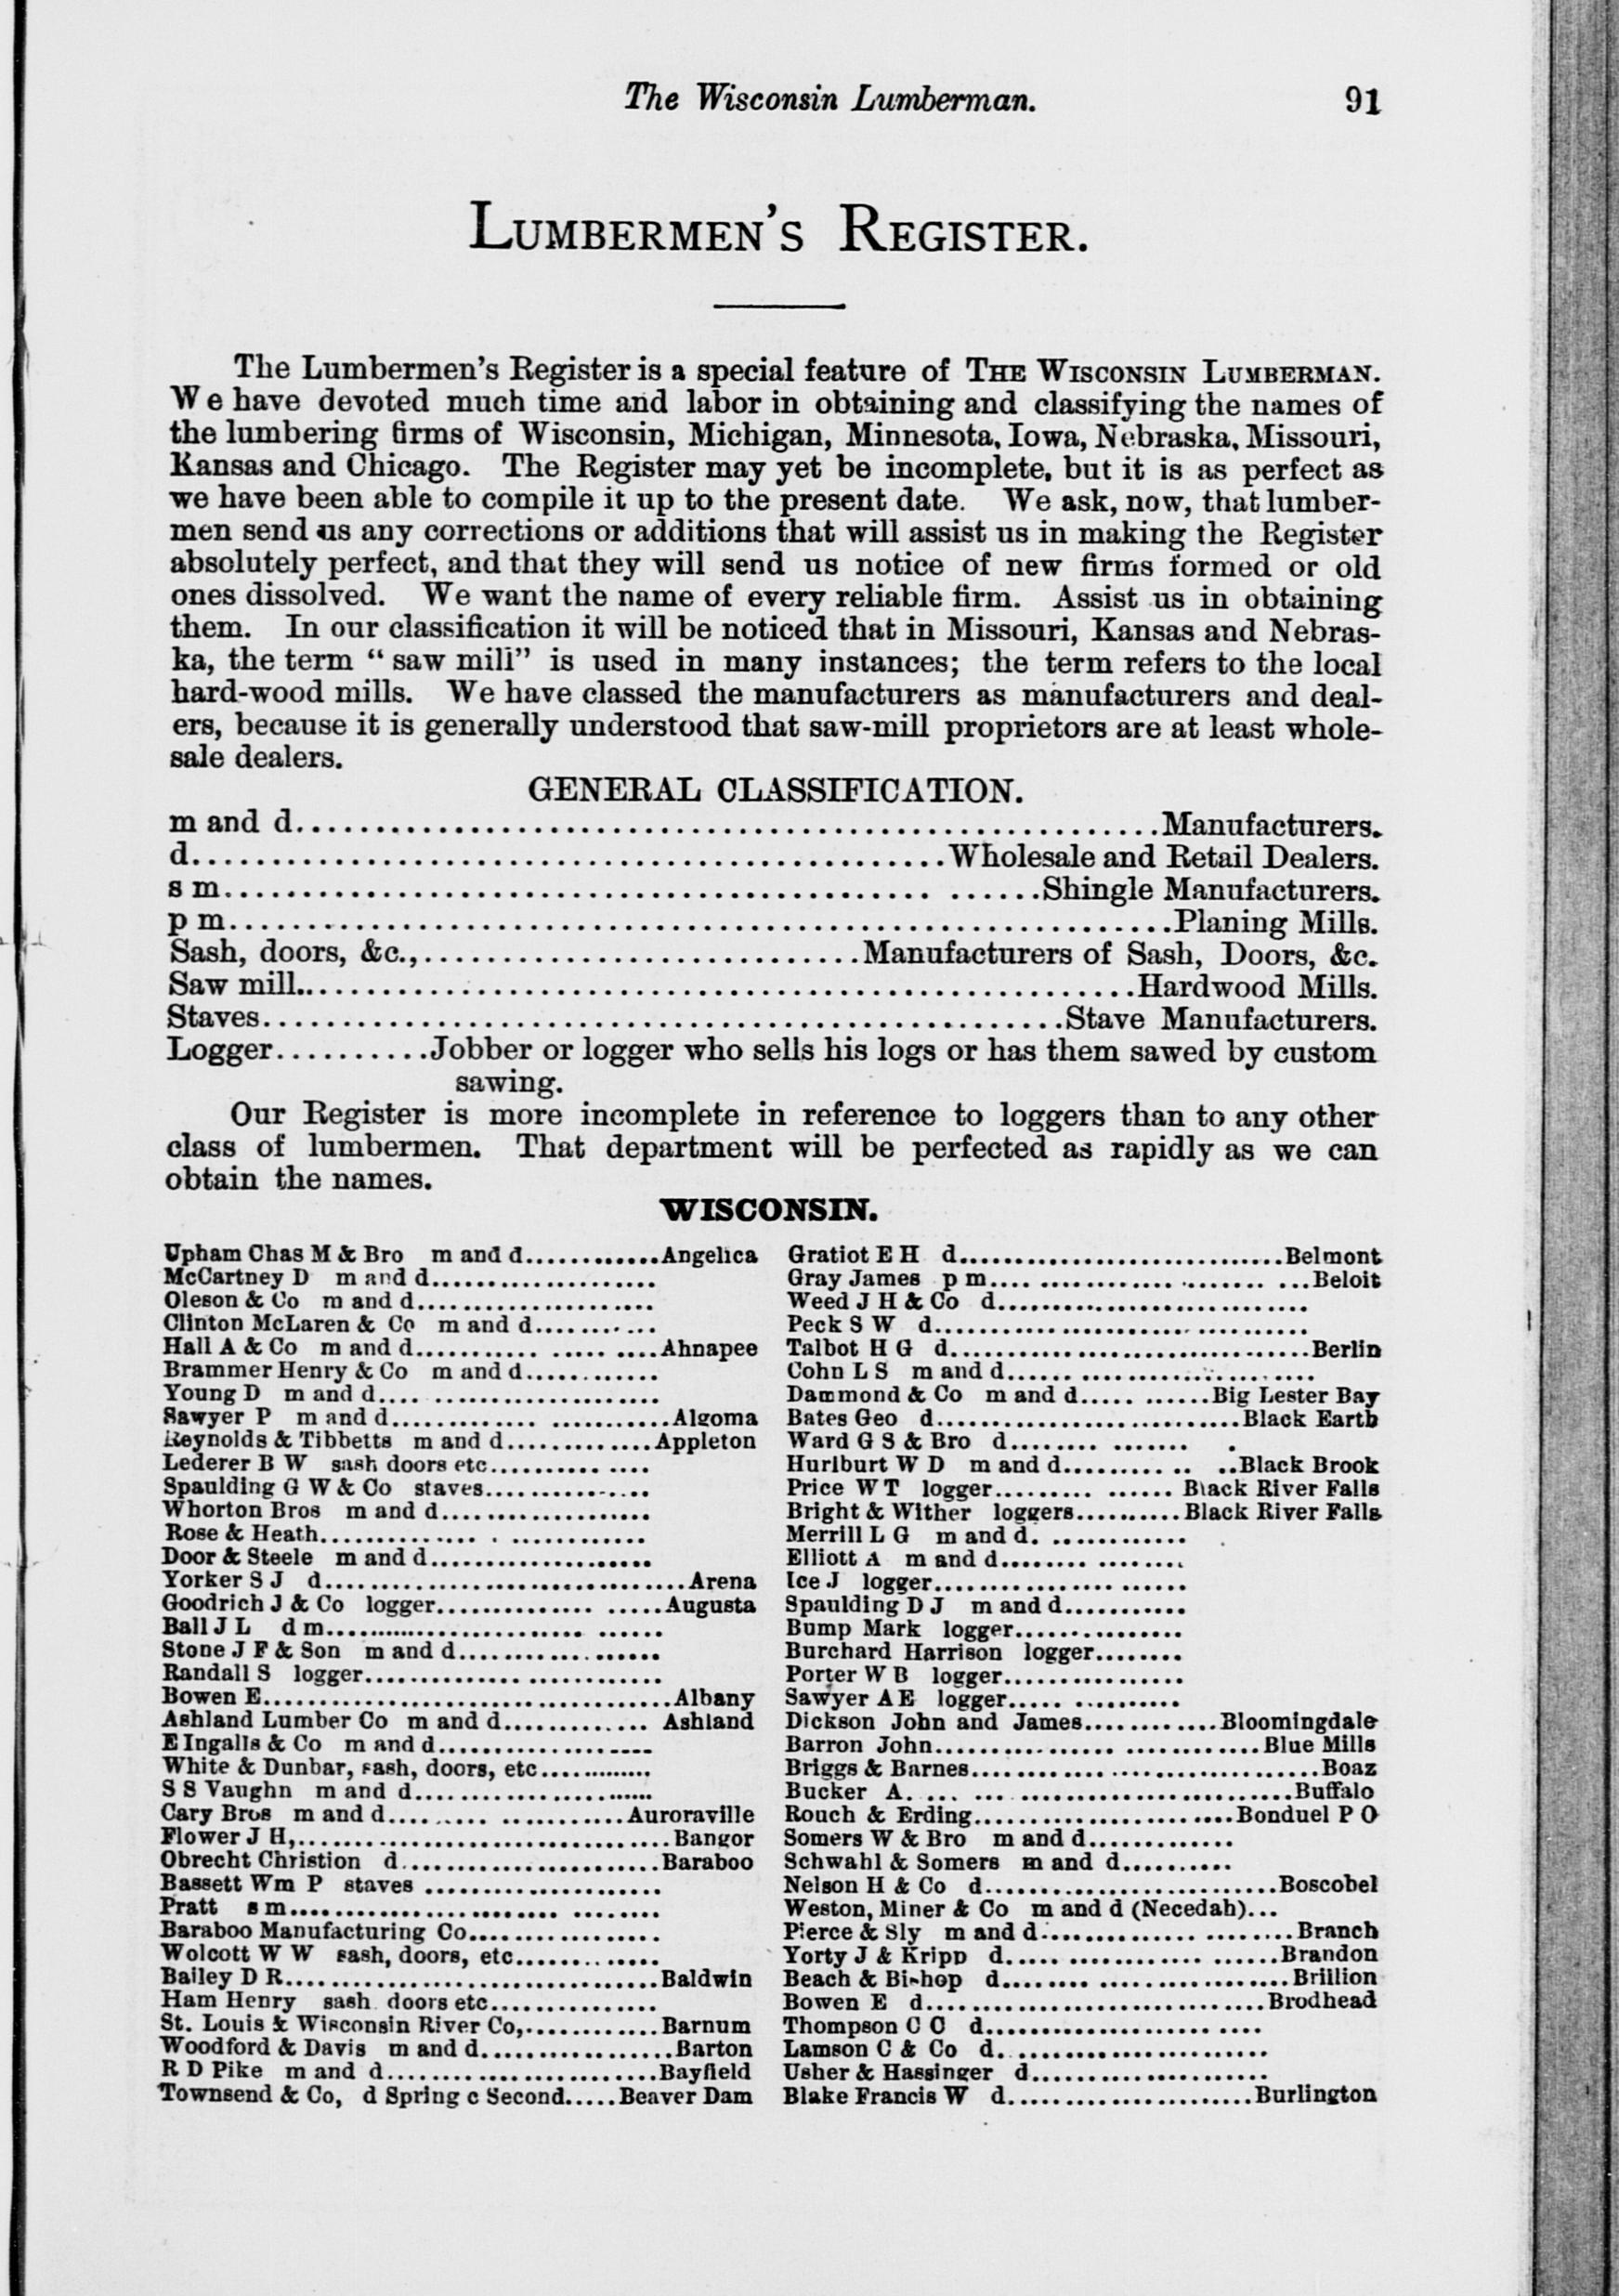 The Wisconsin Lumberman. 91
LUMBERMEN'S REGISTER.
The Lumbermen's Register is a special feature of THE WISCONSIN LUMBERMAN.
We have devoted much time and labor in obtaining and classifying the names of
the lumbering firms of Wisconsin, Michigan, Minnesota, Iowa, Nebraska, Missouri,
Kansas and Chicago. The Register may yet be incomplete, but it is as perfect as
we have been able to compile it up to the present date. We ask, now, that lumber-
men send us any corrections or additions that will assist us in making the Register
absolutely perfect, and that they will send us notice of new firms formed or old
ones dissolved. We want the name of every reliable firm. Assist us in obtaining
them. In our classification it will be noticed that in Missouri, Kansas and Nebras-
ka, the term "saw mill" is used in many instances; the term refers to the local
hard-wood mills. We have classed the manufacturers as manufacturers and deal-
ers, because it is generally understood that saw-mill proprietors are at least whole-
sale dealers.
GENERAL CLASSIFICATION.
m and d..........Manufacturers.
d..........Wholesale and Retail Dealers.
s m..........Shingle Manufacturers.
p m..........Planing Mills.
Sash, doors, &c.,..........Manufacturers of Sash, Doors, &c.
Saw mill..........Hardwood Mills.
Staves..........Stave Manufacturers.
Logger..........Jobber or logger who sells his logs or has them sawed by custom
sawing.
Our Register is more incomplete in reference to loggers than to any other
class of lumbermen. That department will be perfected as rapidly as we can
obtain the names.
WISCONSIN.
Upham Chas M & Bro m and d..........Angelica
McCartney D m and d..........
Oleson & Co m and d..........
Clinton McLaren & Co m and d..........
Hall A & Co m and d..........Ahnapee
Brammer Henry & Co m and d..........
Young D m and d..........
Sawyer P m and d..........Algoma
Reynolds & Tibbetts m and d..........Appleton
Lederer B W sash doors etc..........
Spaulding G W & Co staves..........
Whorton Bros m and d..........
Rose & Heath..........
Door & Steele m and d..........
Yorker S J d..........Arena
Goodrich J & Co logger..........Augusta
Ball J L d m..........
Stone J F & Son m and d..........
Randall S logger..........
Bowen E..........Albany
Ashland Lumber Co m and d..........Ashland
E Ingalls & Co m and d..........
White & Dunbar, sash, doors, etc..........
S S Vaughn m and d..........
Cary Bros m and d..........Auroraville
Flower J H,..........Bangor
Obrecht Christion d..........Baraboo
Bassett Wm P staves..........
Pratt s m..........
Baraboo Manufacturing Co..........
Wolcott W W sash, doors, etc..........
Bailey D R..........Baldwin
Ham Henry sash doors etc..........
St. Louis & Wisconsin River Co,..........Barnum
Woodford & Davis m and d..........Barton
R D Pike m and d..........Bayfield
Townsend & Co, d Spring c Second.....Beaver Dam
Gratiot E H d..........Belmont
Gray James p m..........Beloit
Weed J H & Co d..........
Peck S W d..........
Talbot H G d..........Berlin
Cohn L S m and d..........
Dammond & Co m and d..........Big Lester Bay
Bates Geo d..........Black Earth
Ward G S & Bro d..........
Hurlburt W D m and d..........Black Brook
Price W T logger..........Black River Falls
Bright & Wither loggers..........Black River Falls
Merrill L G m and d..........
Elliott A m and d..........
Ice J logger..........
Spaulding D J m and d..........
Bump Mark logger..........
Burchard Harrison logger..........
Porter W B logger..........
Sawyer A E logger..........
Dickson John and James..........Bloomingdale
Barron John..........Blue Mills
Briggs & Barnes..........Boaz
Bucker A..........Buffalo
Rouch & Erding..........Bonduel P O
Somers W & Bro m and d..........
Schwahl & Somers m and d..........
Nelson H & Co d..........Boscobel
Weston, Miner & Co m and d (Necedah)...
Pierce & Sly m and d..........Branch
Yorty J & Kripp d..........Brandon
Beach & Bishop d..........Brillion
Bowen E d..........Brodhead
Thompson C C d..........
Lamson C & Co d..........
Usher & Hassinger d..........
Blake Francis W d..........Burlington